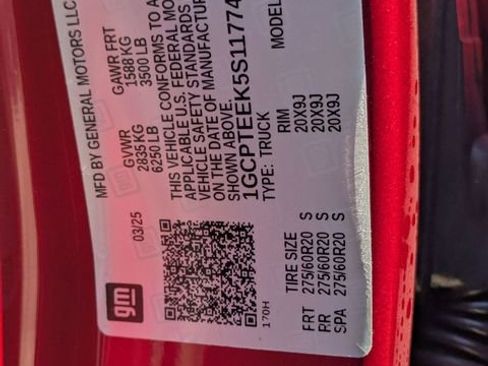 MFD BY GENERAL MOTORS LLC
gm
03/25
GVWR
2835 KG
6250 LB
GAWR FRT
1588 KG
3500 LB
THIS VEHICLE CONFORMS TO A
APPLICABLE U.S. FEDERAL MO
VEHICLE SAFETY STANDARDS
ON THE DATE OF MANUFACTUR
SHOWN ABOVE.
1GCPTEEK5S11774
TYPE: TRUCK
MODEL
170H
TIRE SIZE RIM
FRT 275/60R20 S 20X9J
RR 275/60R20 S 20X9J
SPA 275/60R20 S 20X9J